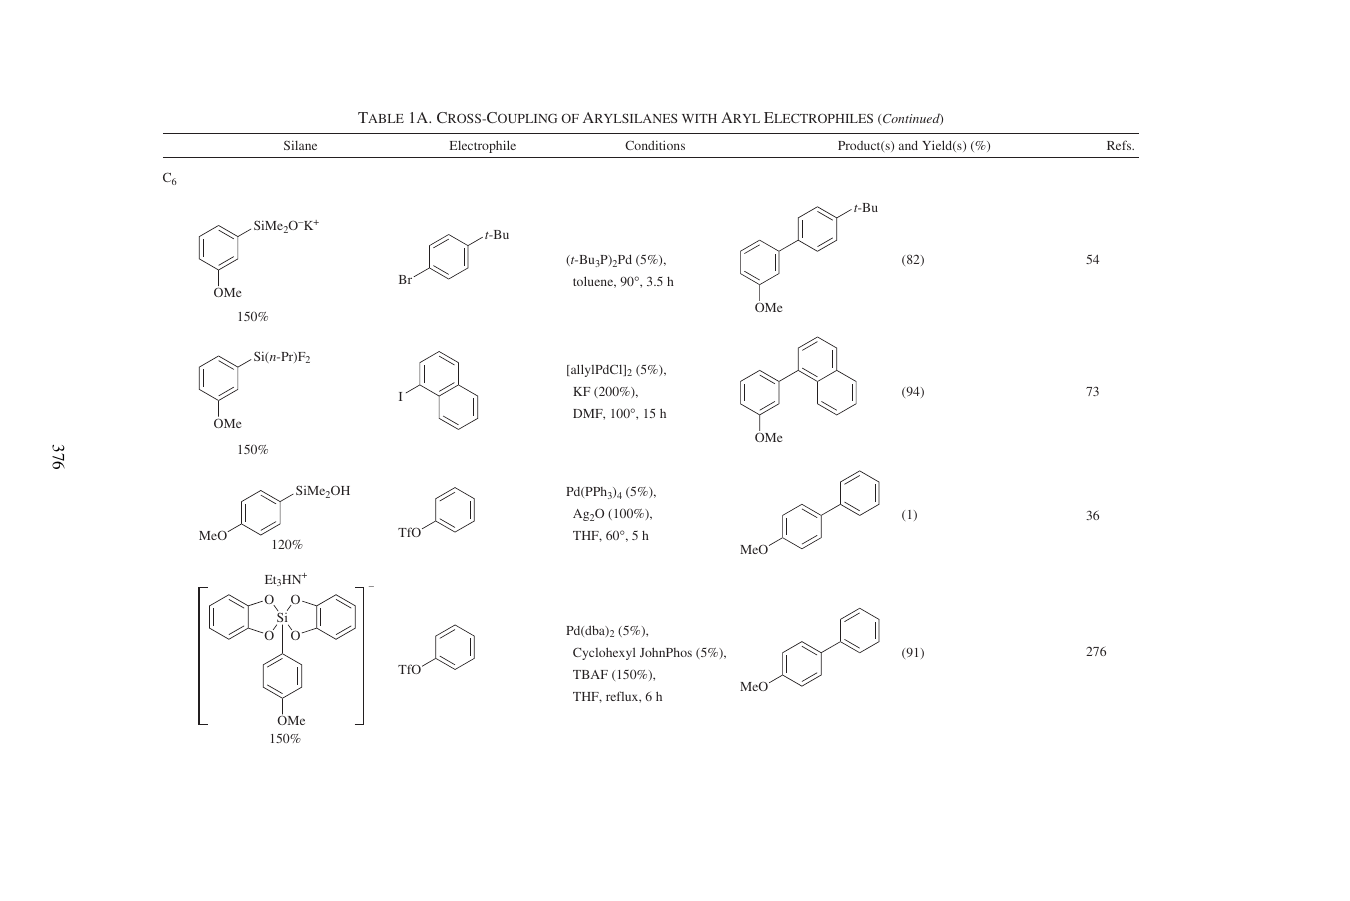 TABLE 1A. CROSS-COUPLING OF ARYLSILANES WITH ARYL ELECTROPHILES (Continued)
Silane Electrophile Conditions Product(s) and Yield(s) (%) Refs.
C6
SiMe2O–K+
OMe
150%
t-Bu
Br
(t-Bu3P)2Pd (5%),
toluene, 90°, 3.5 h
t-Bu
OMe
(82)
54
Si(n-Pr)F2
OMe
150%
I
[allylPdCl]2 (5%),
KF (200%),
DMF, 100°, 15 h
OMe
(94)
73
SiMe2OH
MeO
120%
TfO
Pd(PPh3)4 (5%),
Ag2O (100%),
THF, 60°, 5 h
MeO
(1)
36
Et3HN+
–
O O
Si
O O
OMe
150%
TfO
Pd(dba)2 (5%),
Cyclohexyl JohnPhos (5%),
TBAF (150%),
THF, reflux, 6 h
MeO
(91)
276
376